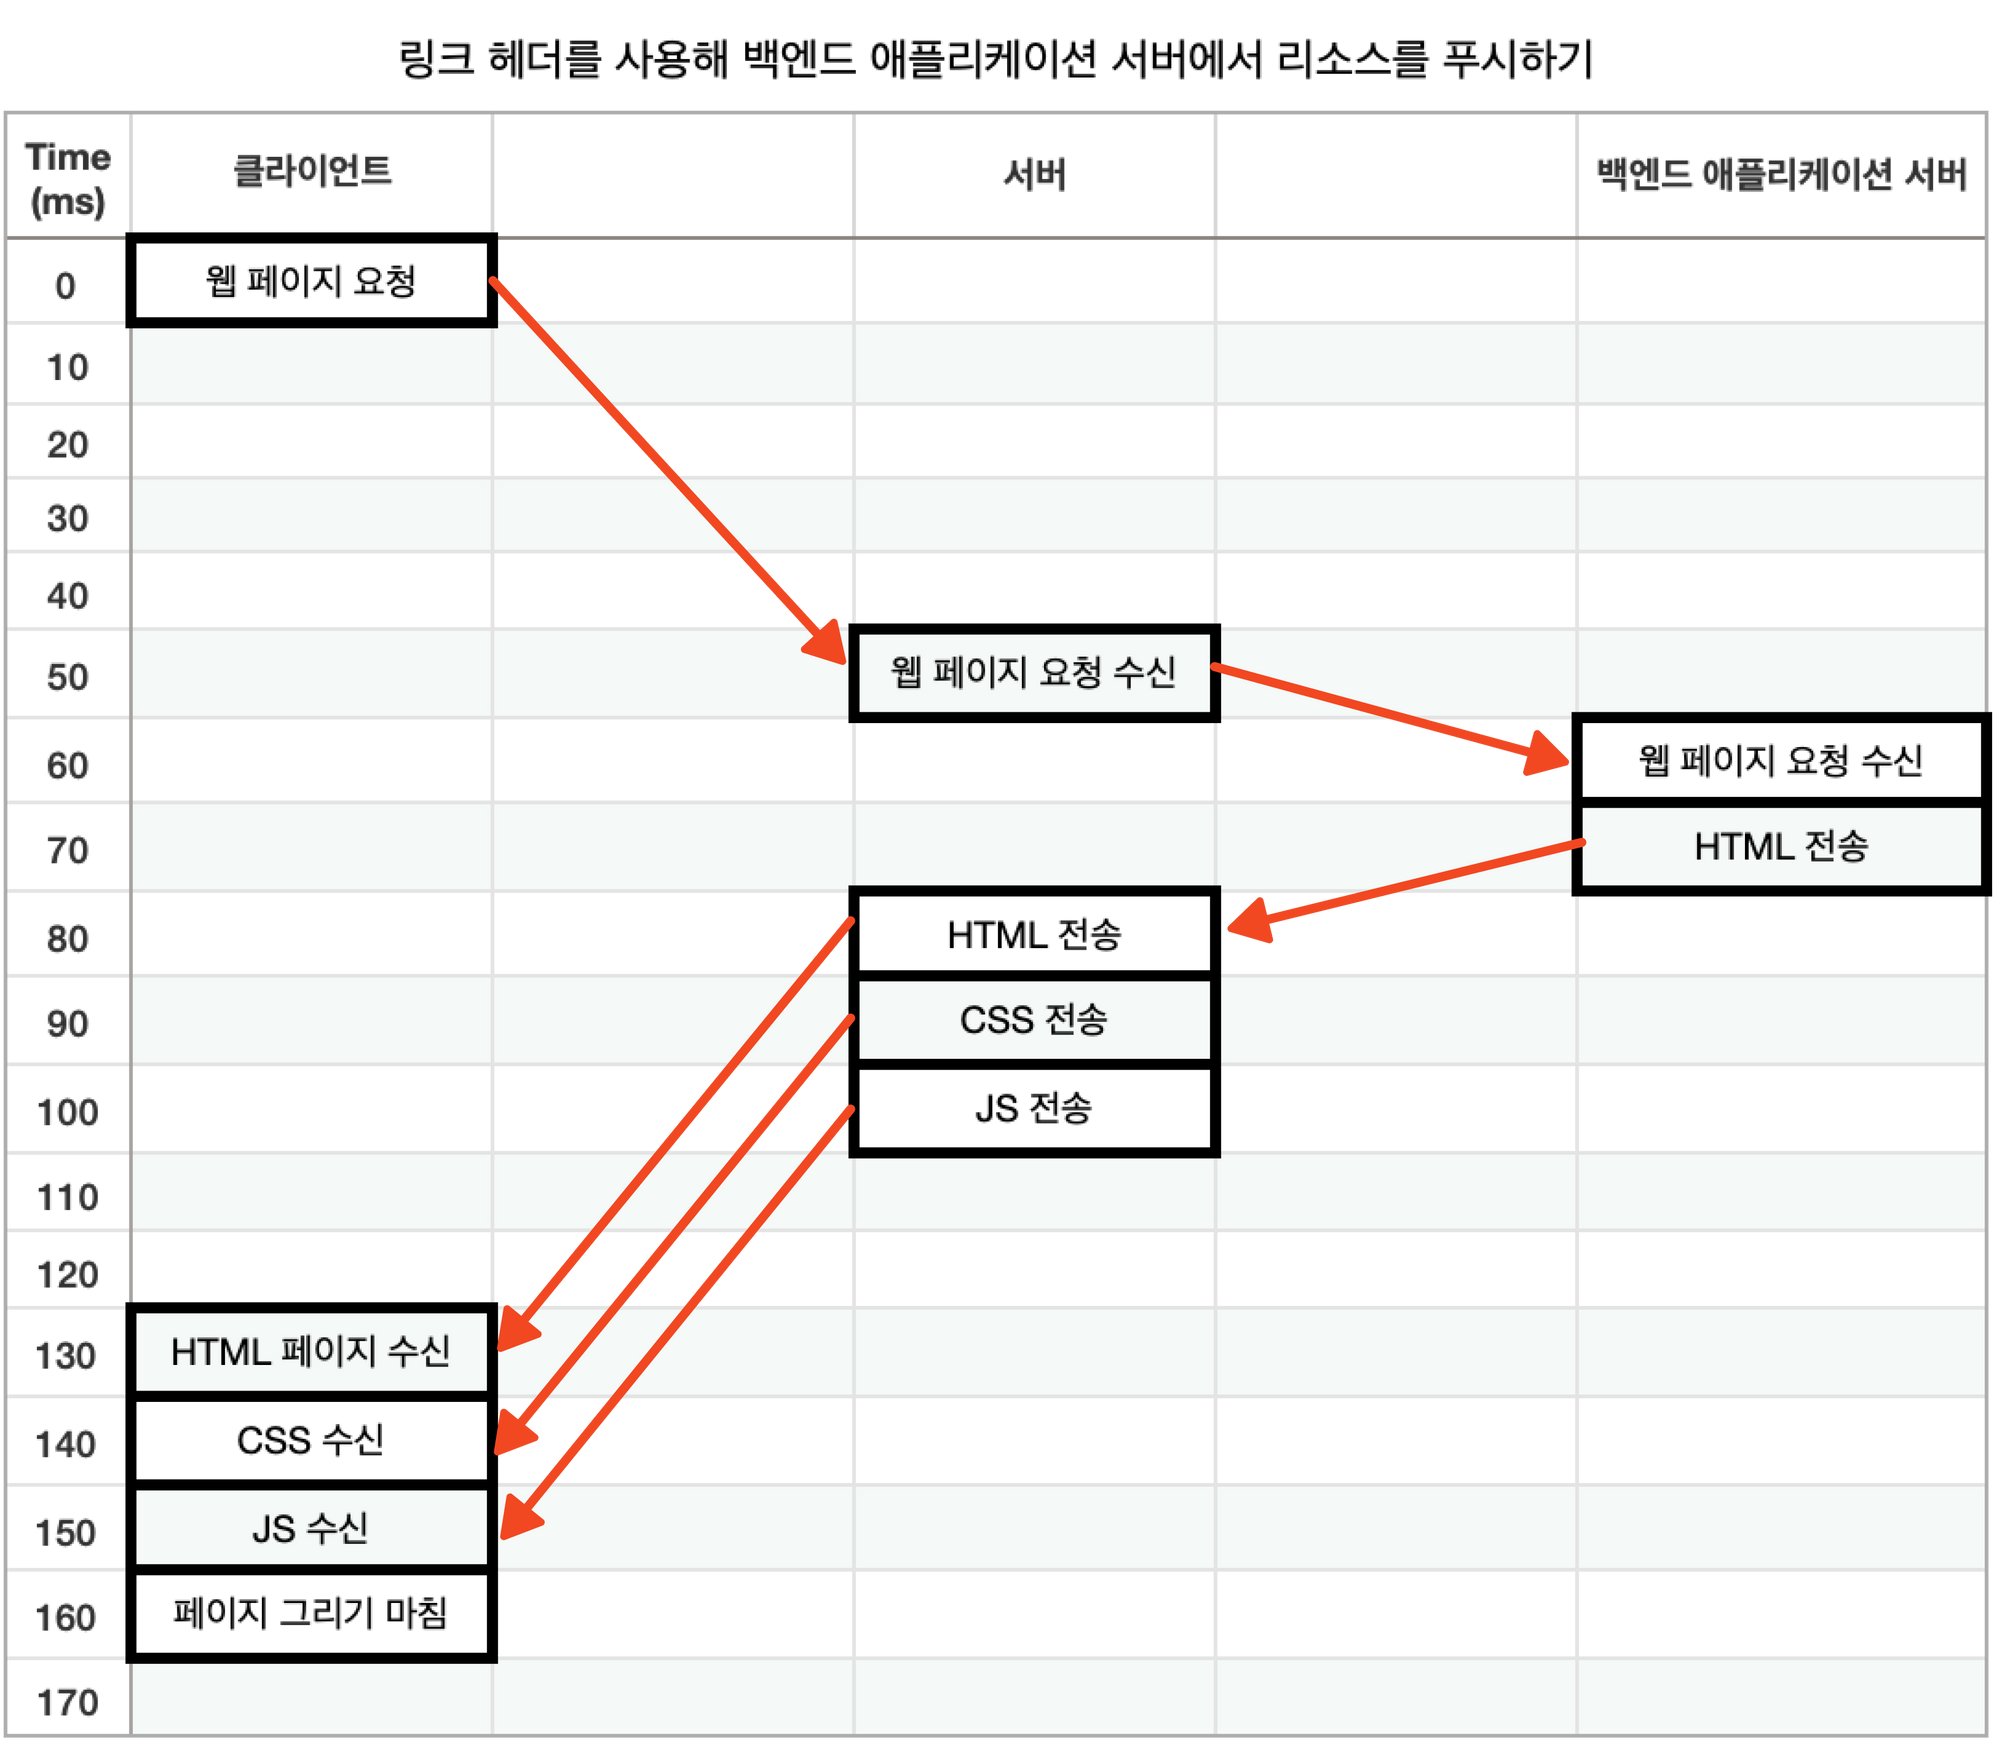 링크 헤더를 사용해 백엔드 애플리케이션 서버에서 리소스를 푸시하기
Time
(ms)
클라이언트
서버
백엔드 애플리케이션 서버
0
웹 페이지 요청
10
20
30
40
50
웹 페이지 요청 수신
60
웹 페이지 요청 수신
70
HTML 전송
80
HTML 전송
90
CSS 전송
100
JS 전송
110
120
130
HTML 페이지 수신
140
CSS 수신
150
JS 수신
160
페이지 그리기 마침
170